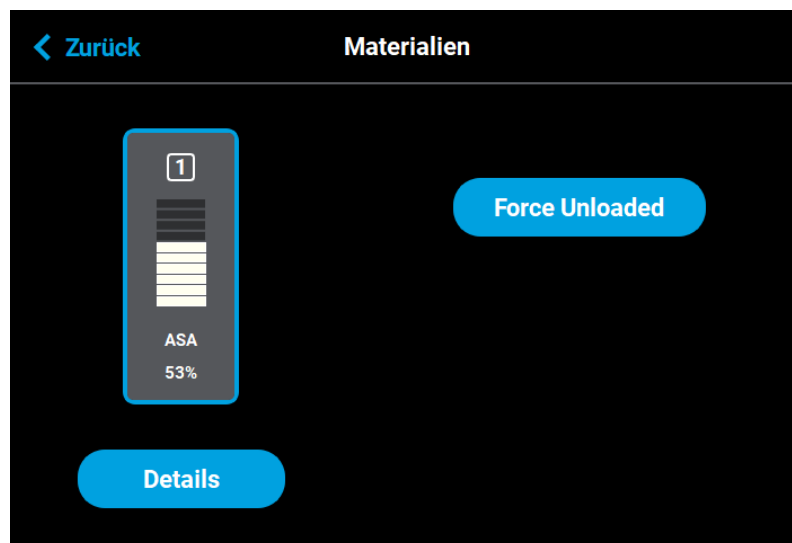 Zurück
Materialien
1
ASA
53%
Force Unloaded
Details